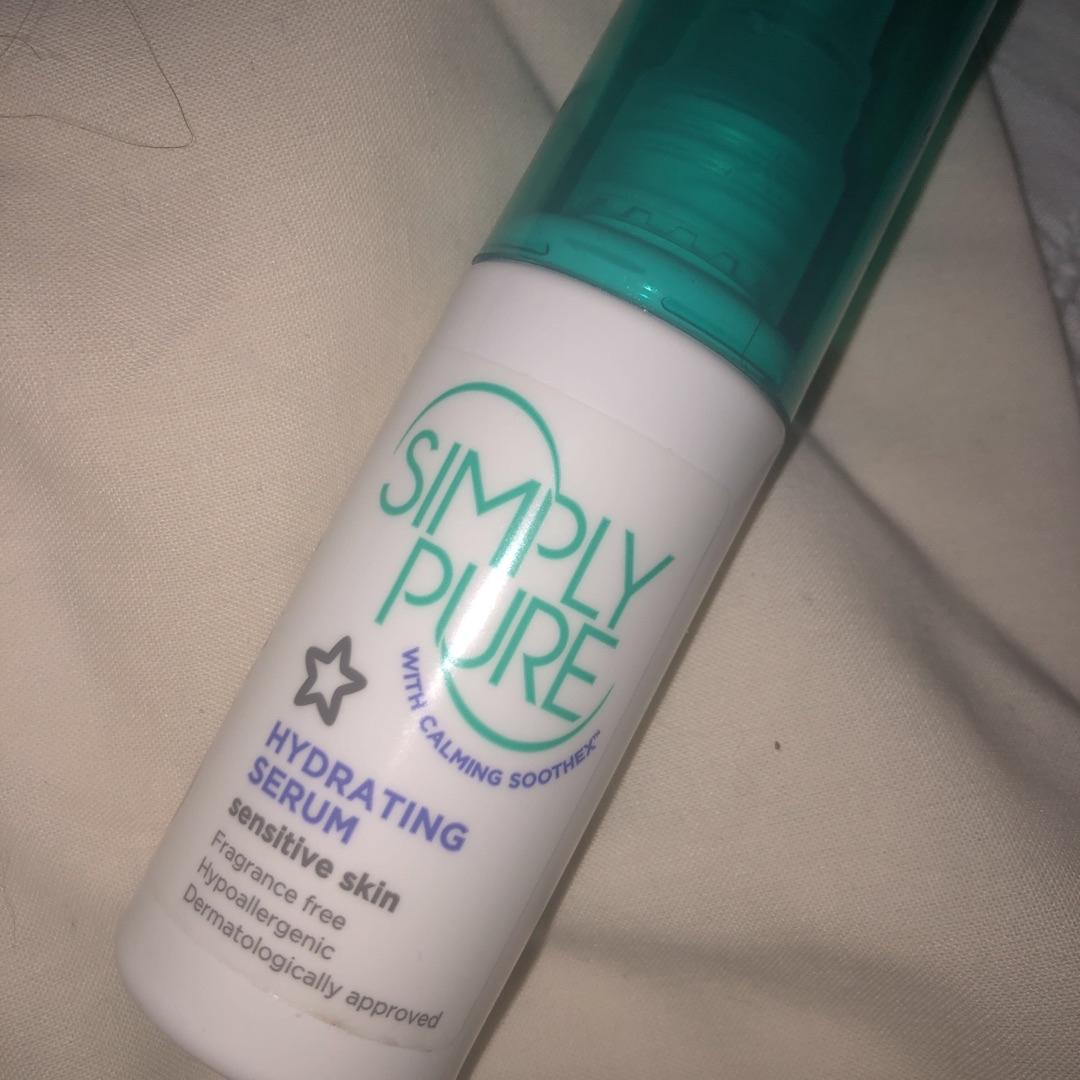 SIMPLY
PURE
WITH CALMING SOOTHEX™
HYDRATING
SERUM
sensitive skin
Fragrance free
Hypoallergenic
Dermatologically approved